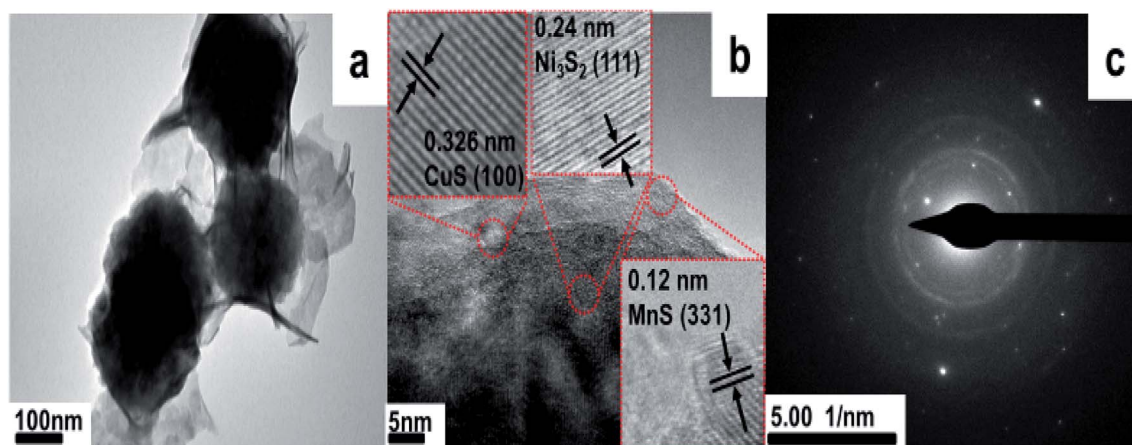 a
100nm
0.326 nm
CuS (100)
0.24 nm
Ni₃S₂ (111)
b
0.12 nm
MnS (331)
5nm
c
5.00 1/nm